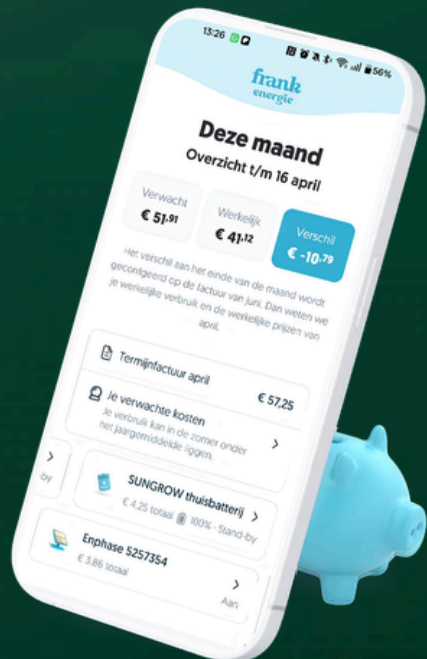 13:26 56%
frank
energie
Deze maand
Overzicht t/m 16 april
Verwacht
€ 51,91
Werkelijk
€ 41,12
Verschil
€ -10,79
Het verschil aan het einde van de maand wordt
gecorrigeerd op de factuur van juni. Dan weten we
je werkelijke verbruik en de werkelijke prijzen van
april.
Termijnfactuur april € 57,25
Je verwachte kosten
Je verbruik kan in de zomer onder
het jaargemiddelde liggen.
-by
SUNGROW thuisbatterij
€ 4,25 totaal 100% · Stand-by
Enphase 5257354
€ 3,86 totaal
Aan